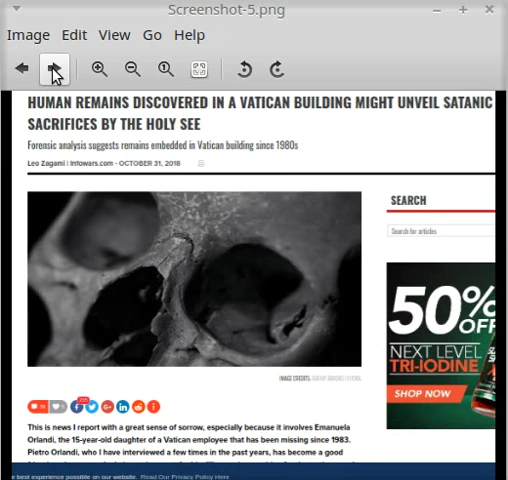 Screenshot-5.png
Image Edit View Go Help
HUMAN REMAINS DISCOVERED IN A VATICAN BUILDING MIGHT UNVEIL SATANIC
SACRIFICES BY THE HOLY SEE
Forensic analysis suggests remains embedded in Vatican building since 1980s
Leo Zagami | Infowars.com - OCTOBER 31, 2018
SEARCH
Search for articles
50%
OFF
NEXT LEVEL
TRI-IODINE
SHOP NOW
IMAGE CREDITS:
This is news I report with a great sense of sorrow, especially because it involves Emanuela
Orlandi, the 15-year-old daughter of a Vatican employee that has been missing since 1983.
Pietro Orlandi, who I have interviewed a few times in the past years, has become a good
e best experience possible on our website. Read Our Privacy Policy Here